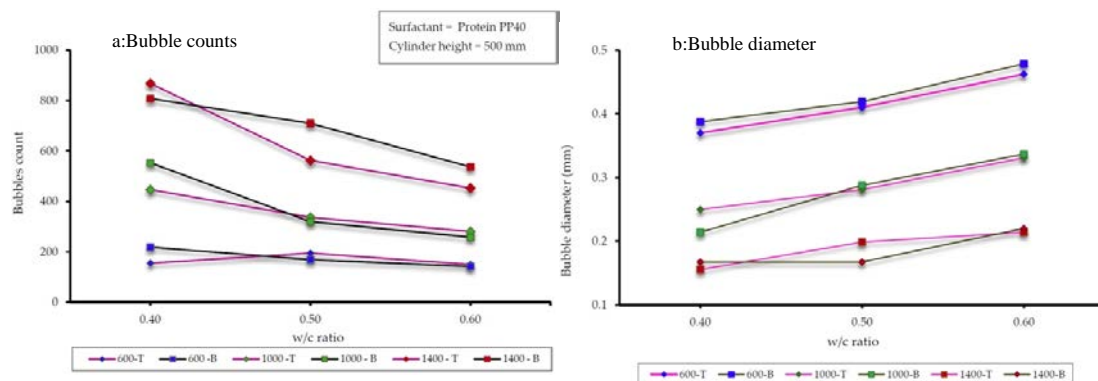 a:Bubble counts
Surfactant = Protein PP40
Cylinder height = 500 mm
1000
800
600
400
200
0
Bubbles count
0.40 0.50 0.60
w/c ratio
600-T 600-B 1000-T 1000-B 1400-T 1400-B
b:Bubble diameter
0.5
0.4
0.3
0.2
0.1
Bubble diameter (mm)
0.40 0.50 0.60
w/c ratio
600-T 600-B 1000-T 1000-B 1400-T 1400-B